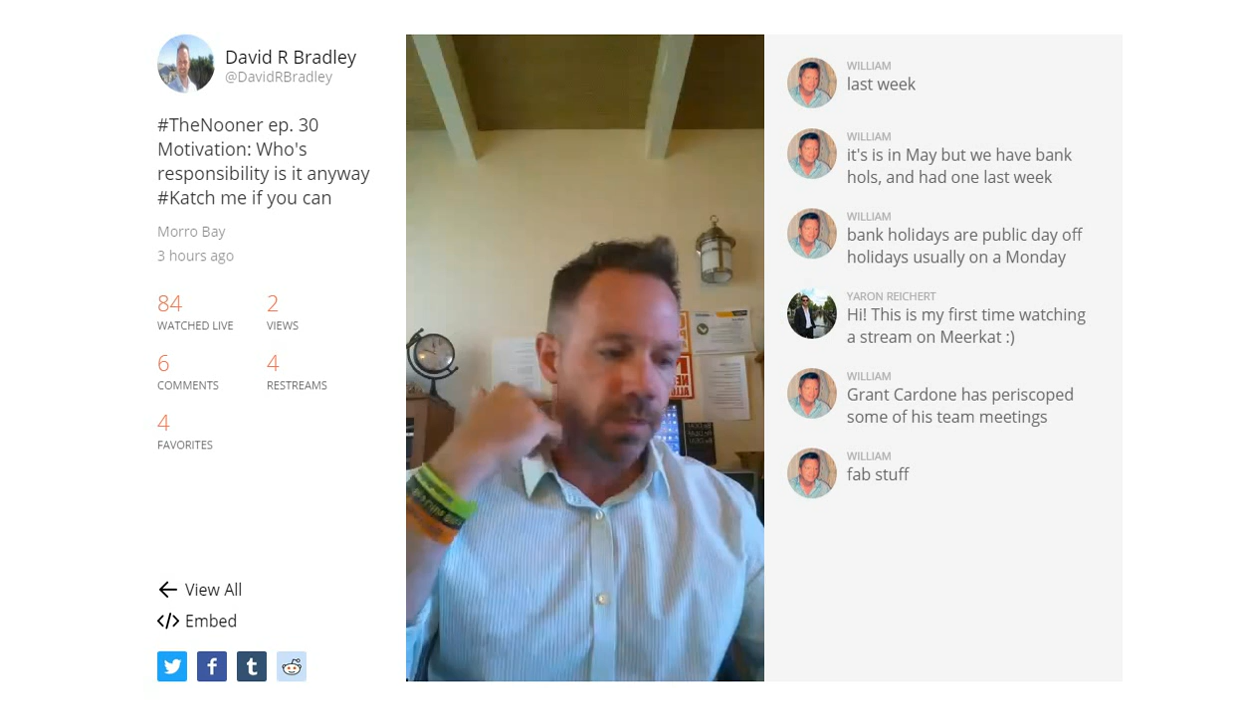 David R Bradley
@DavidRBradley
#TheNooner ep. 30
Motivation: Who's
responsibility is it anyway
#Katch me if you can
Morro Bay
3 hours ago
84
WATCHED LIVE
2
VIEWS
6
COMMENTS
4
RESTREAMS
4
FAVORITES
View All
</> Embed
WILLIAM
last week
WILLIAM
it's is in May but we have bank
hols, and had one last week
WILLIAM
bank holidays are public day off
holidays usually on a Monday
YARON REICHERT
Hi! This is my first time watching
a stream on Meerkat :)
WILLIAM
Grant Cardone has periscoped
some of his team meetings
WILLIAM
fab stuff